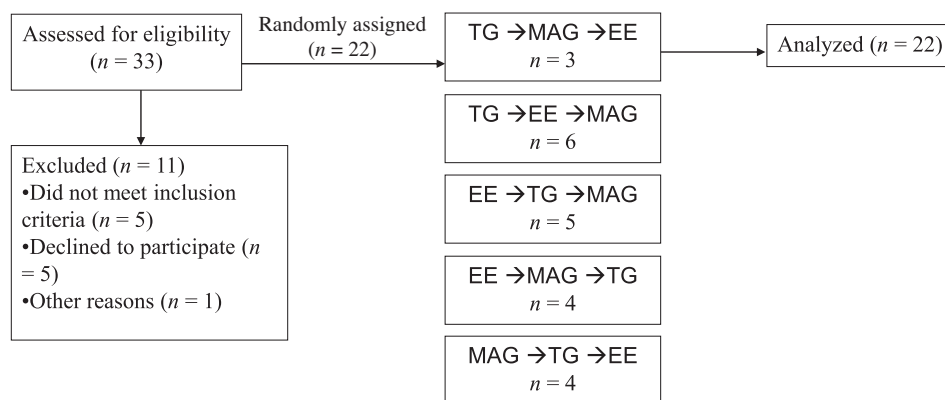 Assessed for eligibility
(n = 33)
Randomly assigned
(n = 22)
TG →MAG →EE
n = 3
Analyzed (n = 22)
TG →EE →MAG
n = 6
Excluded (n = 11)
•Did not meet inclusion
criteria (n = 5)
•Declined to participate (n
= 5)
•Other reasons (n = 1)
EE →TG →MAG
n = 5
EE →MAG →TG
n = 4
MAG →TG →EE
n = 4